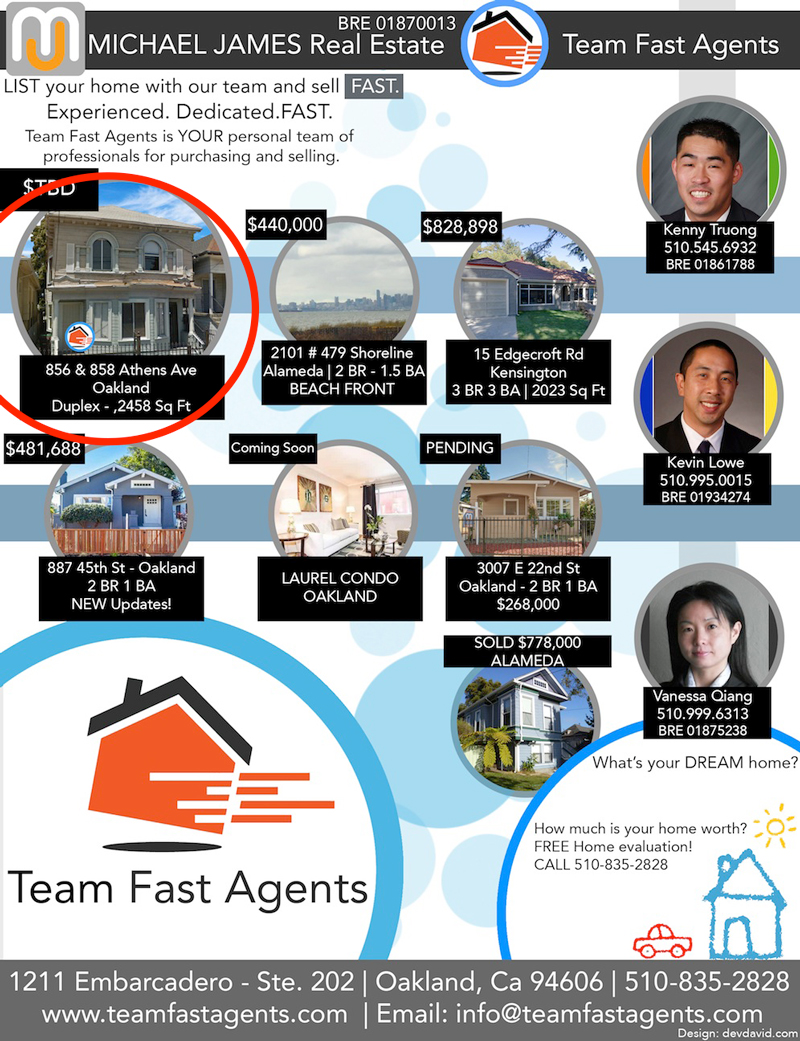 BRE 01870013
MICHAEL JAMES Real Estate
Team Fast Agents
LIST your home with our team and sell FAST.
Experienced. Dedicated.FAST.
Team Fast Agents is YOUR personal team of
professionals for purchasing and selling.
$TBD
856 & 858 Athens Ave
Oakland
Duplex - ,2458 Sq Ft
$440,000
2101 # 479 Shoreline
Alameda | 2 BR - 1.5 BA
BEACH FRONT
$828,898
15 Edgecroft Rd
Kensington
3 BR 3 BA | 2023 Sq Ft
Kenny Truong
510.545.6932
BRE 01861788
$481,688
887 45th St - Oakland
2 BR 1 BA
NEW Updates!
Coming Soon
LAUREL CONDO
OAKLAND
PENDING
3007 E 22nd St
Oakland - 2 BR 1 BA
$268,000
Kevin Lowe
510.995.0015
BRE 01934274
SOLD $778,000
ALAMEDA
Vanessa Qiang
510.999.6313
BRE 01875238
Team Fast Agents
What's your DREAM home?
How much is your home worth?
FREE Home evaluation!
CALL 510-835-2828
1211 Embarcadero - Ste. 202 | Oakland, Ca 94606 | 510-835-2828
www.teamfastagents.com | Email: info@teamfastagents.com
Design: devdavid.com